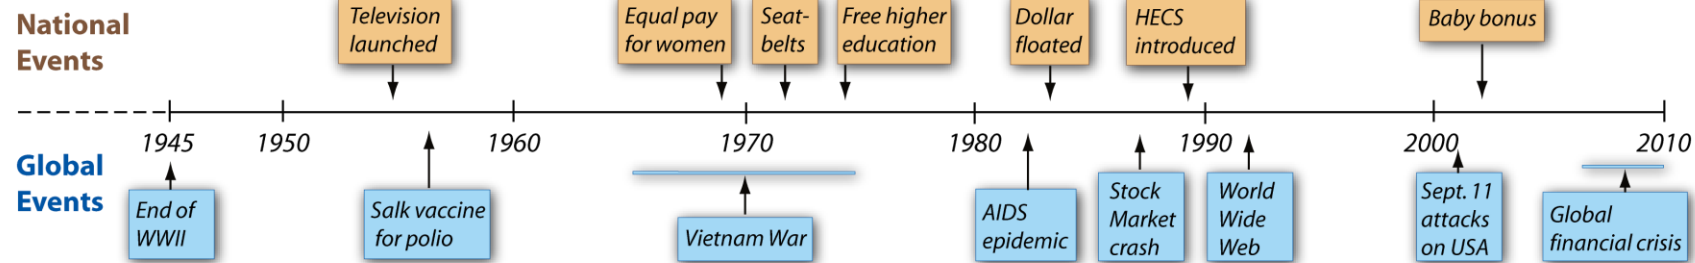 National
Events
Television
launched
Equal pay
for women
Seat-
belts
Free higher
education
Dollar
floated
HECS
introduced
Baby bonus
1945
1950
1960
1970
1980
1990
2000
2010
Global
Events
End of
WWII
Salk vaccine
for polio
Vietnam War
AIDS
epidemic
Stock
Market
crash
World
Wide
Web
Sept. 11
attacks
on USA
Global
financial crisis